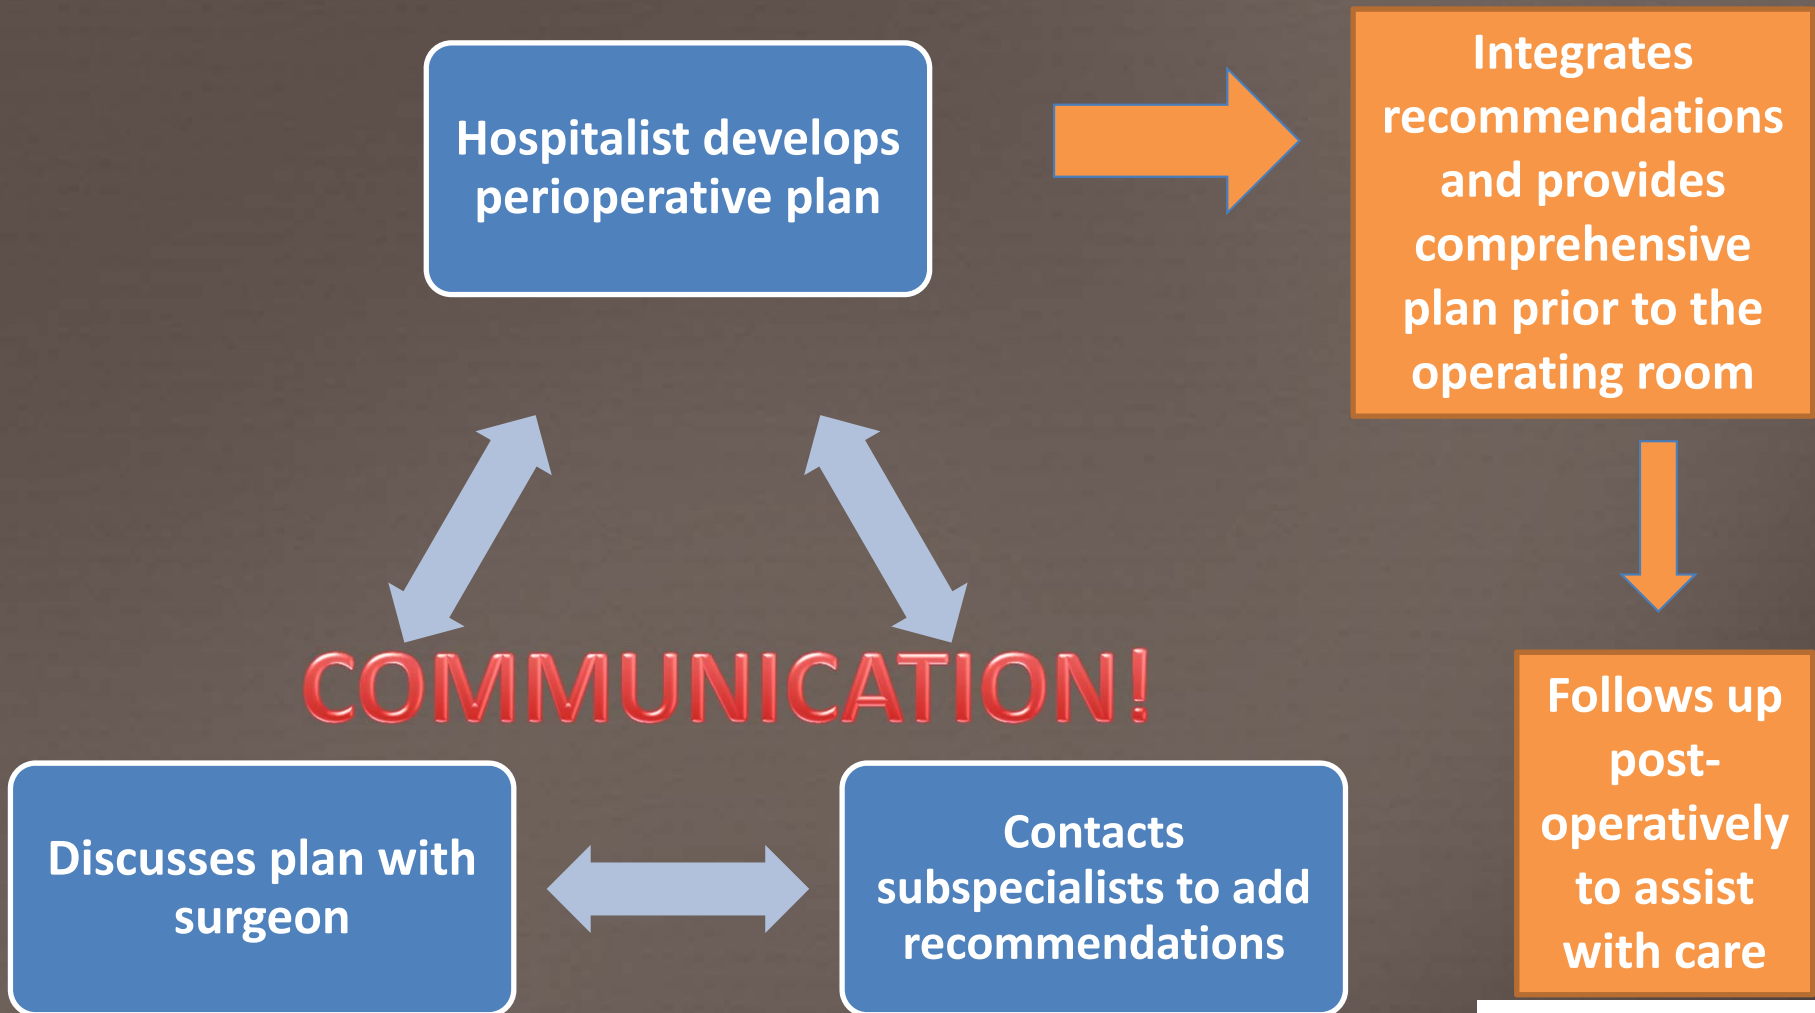 Hospitalist develops
perioperative plan
Integrates
recommendations
and provides
comprehensive
plan prior to the
operating room
COMMUNICATION!
Discusses plan with
surgeon
Contacts
subspecialists to add
recommendations
Follows up
post-
operatively
to assist
with care